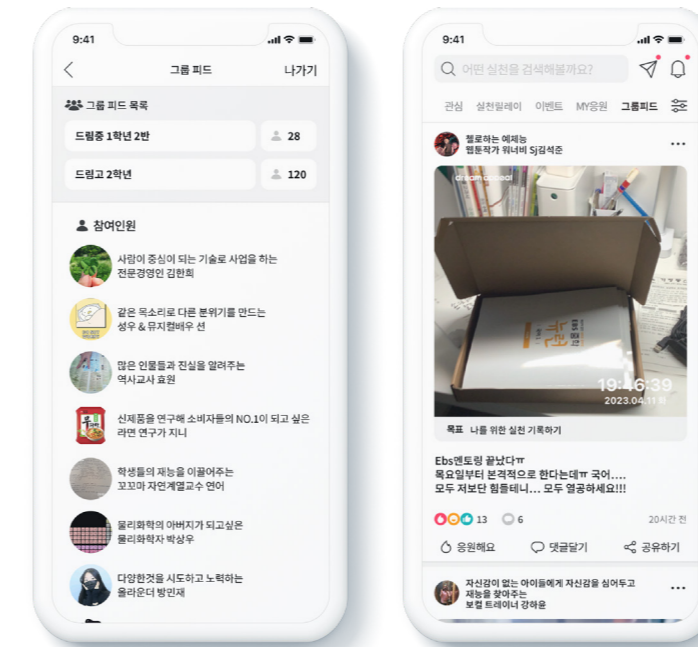 9:41
그룹 피드
나가기
그룹 피드 목록
드림중 1학년 2반
28
드림고 2학년
120
참여인원
사람이 중심이 되는 기술로 사업을 하는
전문경영인 김한희
같은 목소리로 다른 분위기를 만드는
성우 & 뮤지컬배우 션
많은 인물들과 진실을 알려주는
역사교사 효원
신제품을 연구해 소비자들의 NO.1이 되고 싶은
라면 연구가 지니
학생들의 재능을 이끌어주는
꼬꼬마 자연계열교수 연어
물리화학의 아버지가 되고싶은
물리화학자 박상우
다양한것을 시도하고 노력하는
올라운더 방민재
9:41
어떤 실천을 검색해볼까요?
관심
실천릴레이
이벤트
MY응원
그룹피드
첼로하는 예체능
웹툰작가 워너비 Sj김석준
dream appeal
EBS 중학
뉴런
19:46:39
2023.04.11 화
목표 나를 위한 실천 기록하기
Ebs멘토링 끝났다ㅠ
목요일부터 본격적으로 한다는데ㅠ 국어....
모두 저보단 힘들테니... 모두 열공하세요!!!
13
6
20시간 전
응원해요
댓글달기
공유하기
자신감이 없는 아이들에게 자신감을 심어두고
재능을 찾아주는
보컬 트레이너 강하윤